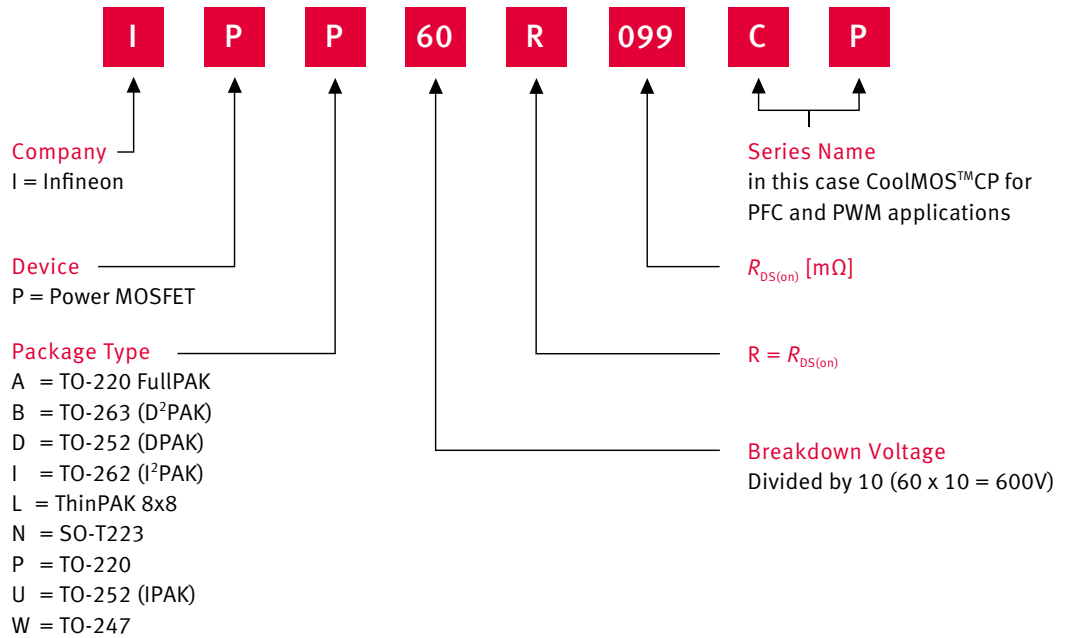 I P P 60 R 099 C P
Company
I = Infineon
Device
P = Power MOSFET
Package Type
A = TO-220 FullPAK
B = TO-263 (D²PAK)
D = TO-252 (DPAK)
I = TO-262 (I²PAK)
L = ThinPAK 8x8
N = SO-T223
P = TO-220
U = TO-252 (IPAK)
W = TO-247
Series Name
in this case CoolMOS™CP for
PFC and PWM applications
R_DS(on) [mΩ]
R = R_DS(on)
Breakdown Voltage
Divided by 10 (60 x 10 = 600V)